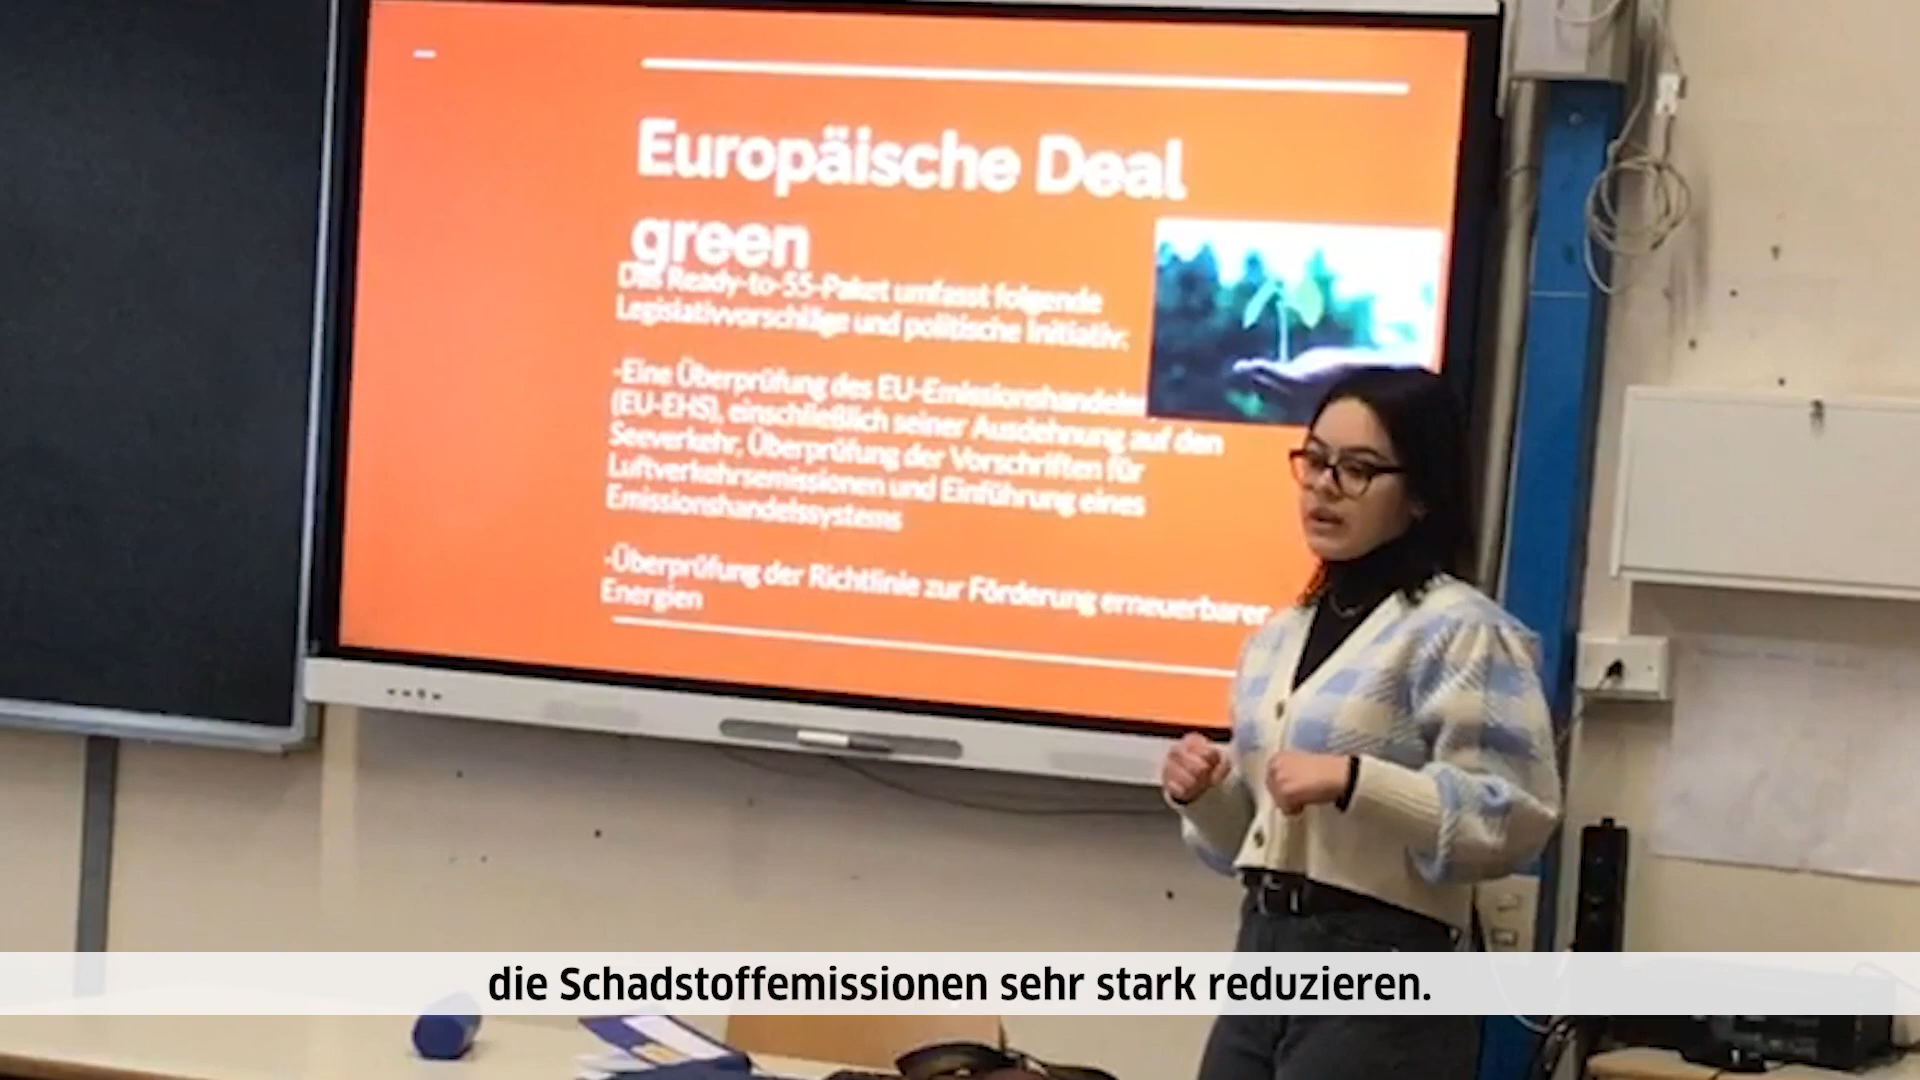 Europäische Deal
green
Das Ready-to-55-Paket umfasst folgende
Legislativvorschläge und politische Initiativ:
-Eine Überprüfung des EU-Emissionshandels
(EU-EHS), einschließlich seiner Ausdehnung auf den
Seeverkehr, Überprüfung der Vorschriften für
Luftverkehrsemissionen und Einführung eines
Emissionshandelssystems
-Überprüfung der Richtlinie zur Förderung erneuerbarer
Energien
die Schadstoffemissionen sehr stark reduzieren.